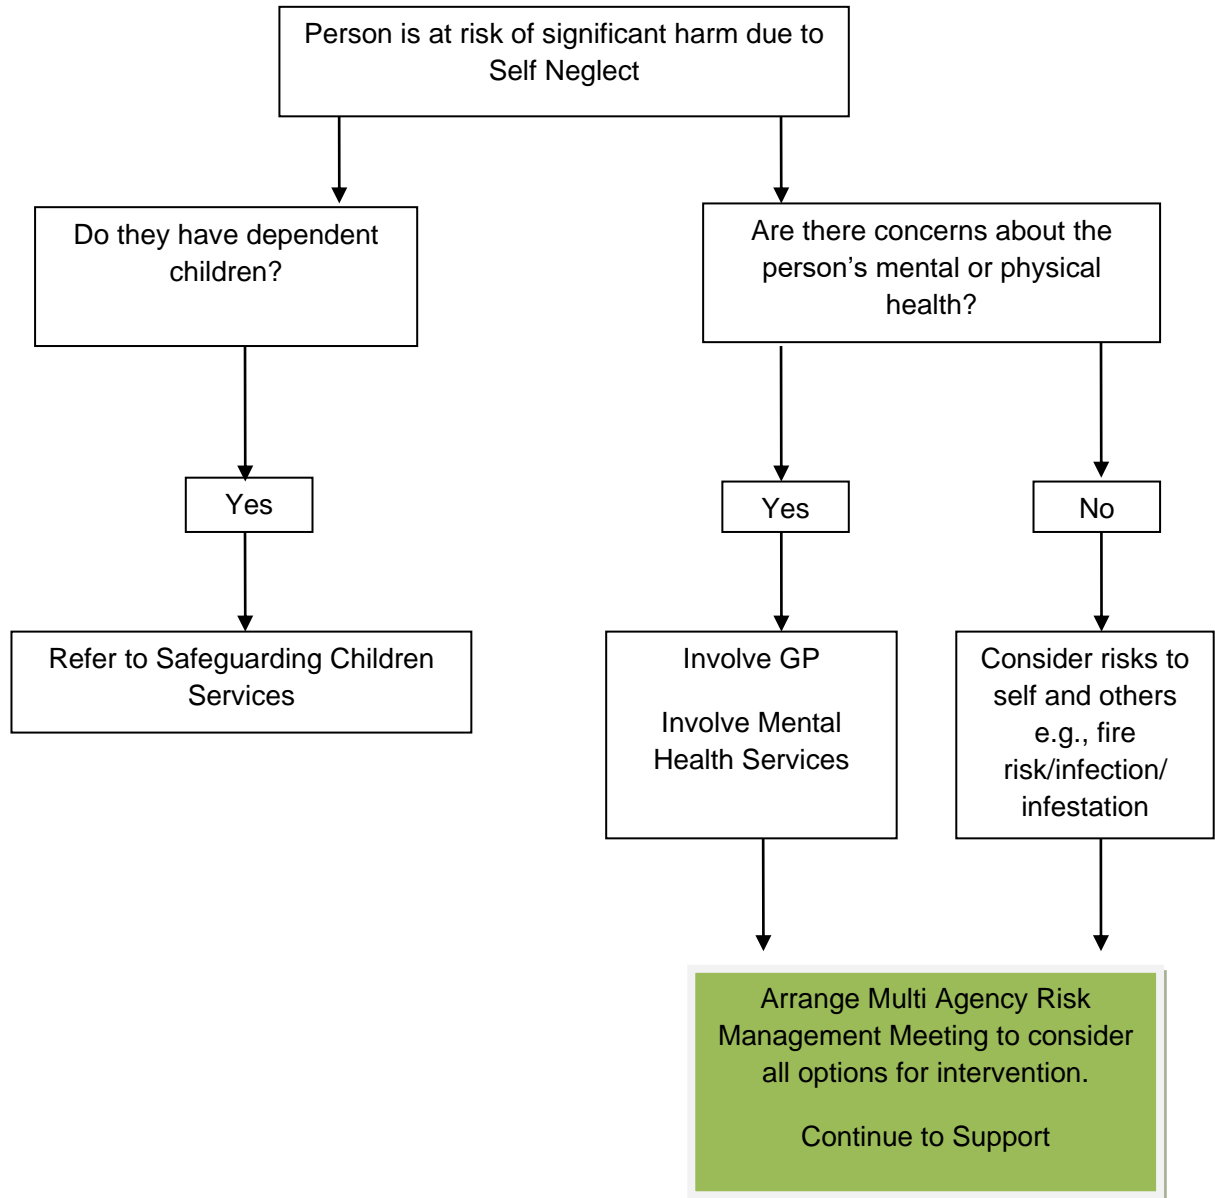 Person is at risk of significant harm due to
Self Neglect
Do they have dependent
children?
Are there concerns about the
person’s mental or physical
health?
Yes
Yes
No
Refer to Safeguarding Children
Services
Involve GP
Involve Mental
Health Services
Consider risks to
self and others
e.g., fire
risk/infection/
infestation
Arrange Multi Agency Risk
Management Meeting to consider
all options for intervention.
Continue to Support